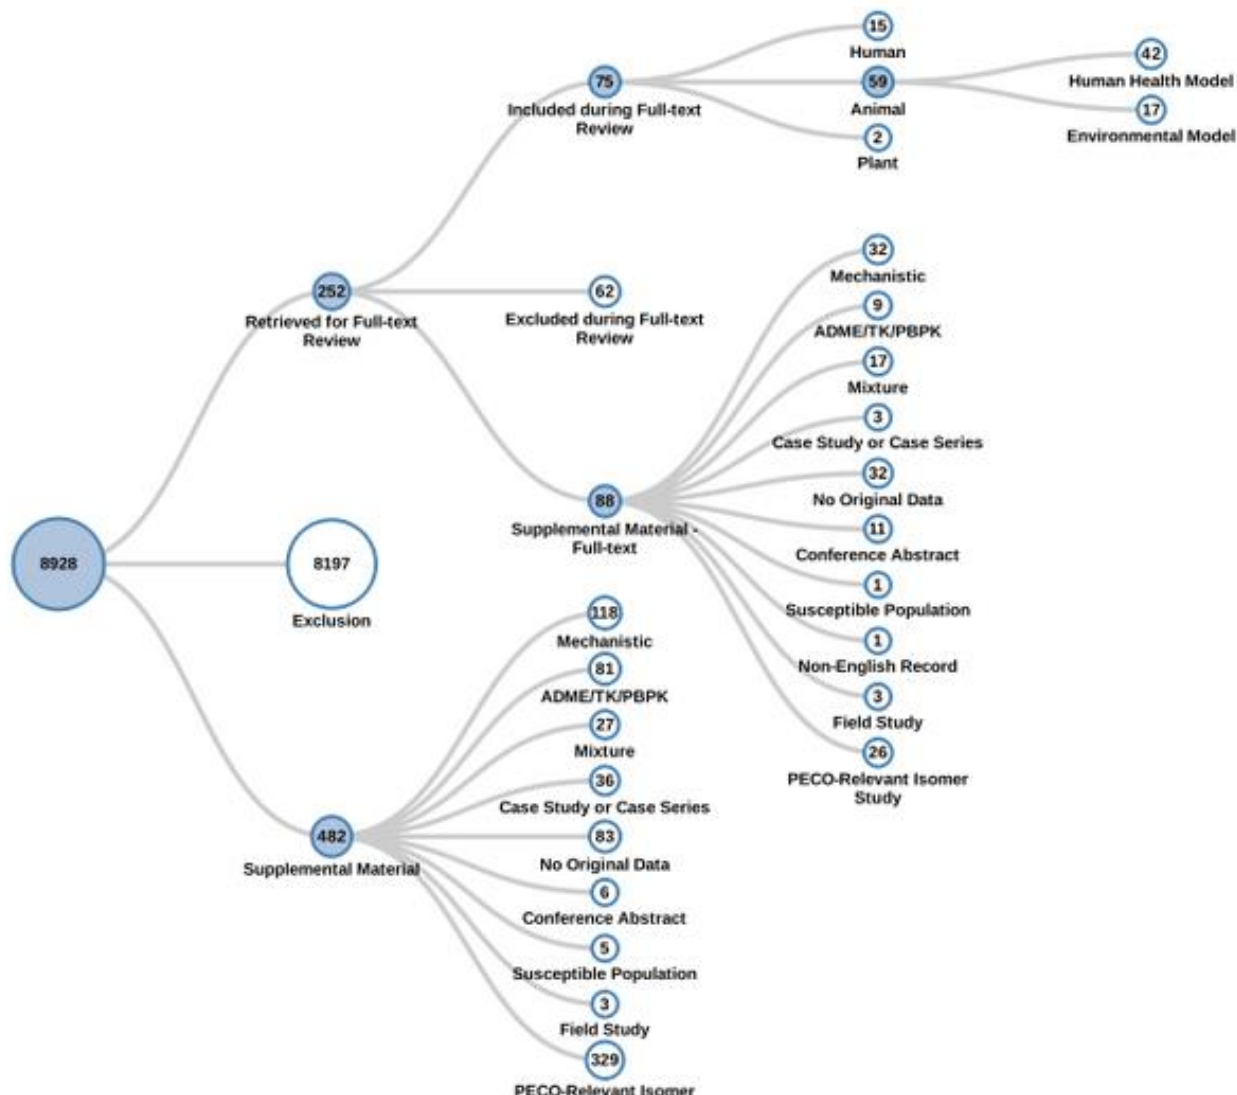 8928
252
Retrieved for Full-text
Review
75
Included during Full-text
Review
15
Human
59
Animal
42
Human Health Model
17
Environmental Model
2
Plant
62
Excluded during Full-text
Review
88
Supplemental Material -
Full-text
32
Mechanistic
9
ADME/TK/PBPK
17
Mixture
3
Case Study or Case Series
32
No Original Data
11
Conference Abstract
1
Susceptible Population
1
Non-English Record
3
Field Study
26
PECO-Relevant Isomer
Study
8197
Exclusion
482
Supplemental Material
118
Mechanistic
81
ADME/TK/PBPK
27
Mixture
36
Case Study or Case Series
83
No Original Data
6
Conference Abstract
5
Susceptible Population
3
Field Study
329
PECO-Relevant Isomer